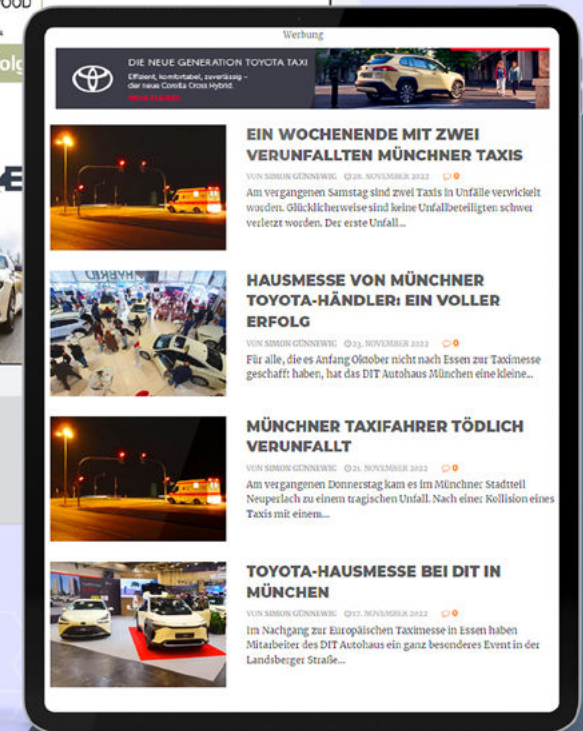 OOD
Werbung
DIE NEUE GENERATION TOYOTA TAXI
Effizient, komfortabel, zuverlässig –
der neue Corolla Cross Hybrid.
EIN WOCHENENDE MIT ZWEI
VERUNFALLTEN MÜNCHNER TAXIS
VON SIMON GÜNNEWIG 28. NOVEMBER 2022 0
Am vergangenen Samstag sind zwei Taxis in Unfälle verwickelt
worden. Glücklicherweise sind keine Unfallbeteiligten schwer
verletzt worden. Der erste Unfall...
HYBRID
HAUSMESSE VON MÜNCHNER
TOYOTA-HÄNDLER: EIN VOLLER
ERFOLG
VON SIMON GÜNNEWIG 23. NOVEMBER 2022 0
Für alle, die es Anfang Oktober nicht nach Essen zur Taximesse
geschafft haben, hat das DIT Autohaus München eine kleine...
MÜNCHNER TAXIFAHRER TÖDLICH
VERUNFALLT
VON SIMON GÜNNEWIG 21. NOVEMBER 2022 0
Am vergangenen Donnerstag kam es im Münchner Stadtteil
Neuperlach zu einem tragischen Unfall. Nach einer Kollision eines
Taxis mit einem...
TOYOTA-HAUSMESSE BEI DIT IN
MÜNCHEN
VON SIMON GÜNNEWIG 17. NOVEMBER 2022 0
Im Nachgang zur Europäischen Taximesse in Essen haben
Mitarbeiter des DIT Autohaus ein ganz besonderes Event in der
Landsberger Straße...